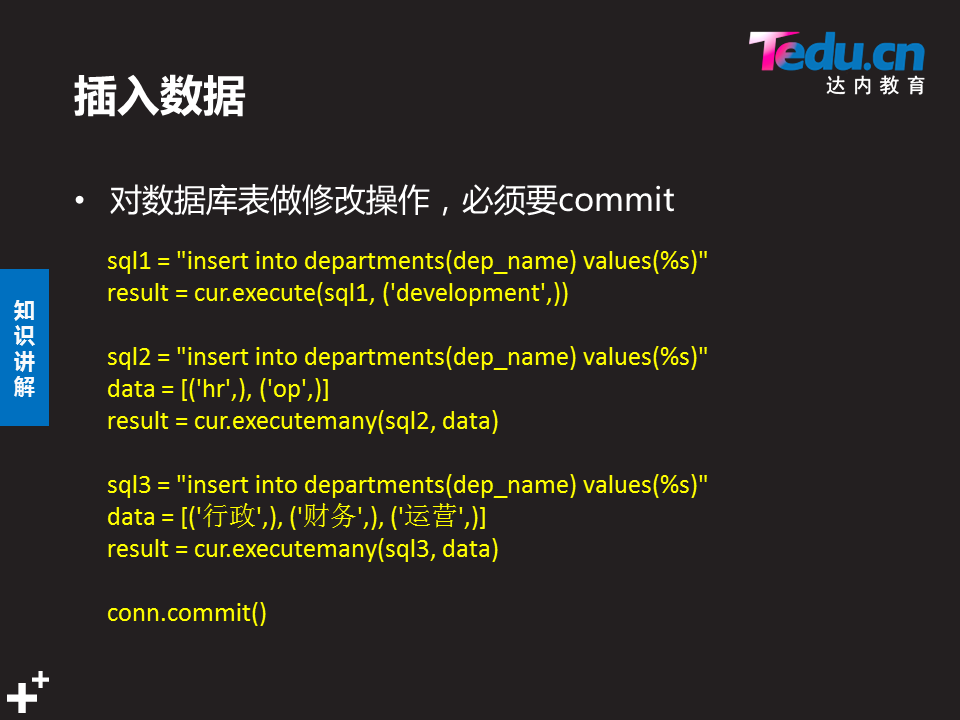 Tedu.cn
达内教育
插入数据
• 对数据库表做修改操作，必须要commit
sql1 = "insert into departments(dep_name) values(%s)"
result = cur.execute(sql1, ('development',))
sql2 = "insert into departments(dep_name) values(%s)"
data = [('hr',), ('op',)]
result = cur.executemany(sql2, data)
sql3 = "insert into departments(dep_name) values(%s)"
data = [('行政',), ('财务',), ('运营',)]
result = cur.executemany(sql3, data)
conn.commit()
知识讲解